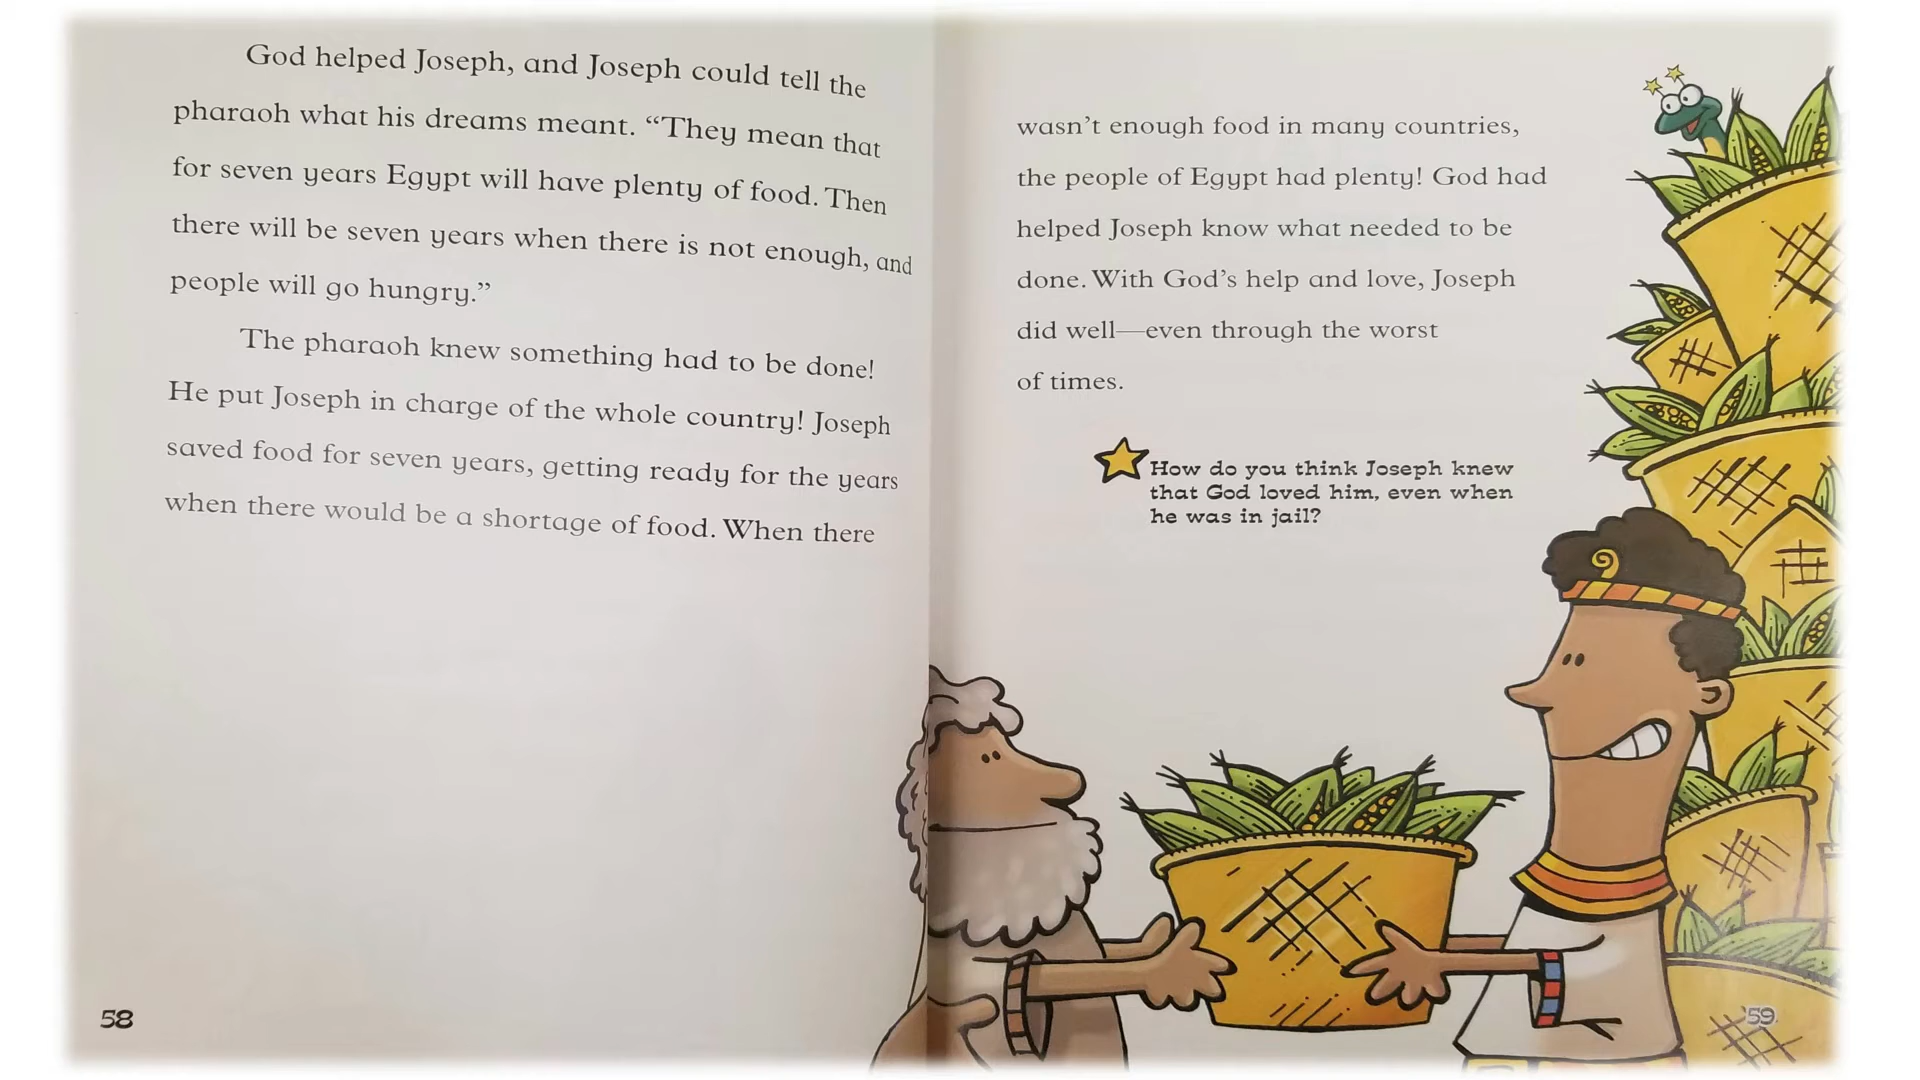 God helped Joseph, and Joseph could tell the
pharaoh what his dreams meant. “They mean that
for seven years Egypt will have plenty of food. Then
there will be seven years when there is not enough, and
people will go hungry.”
The pharaoh knew something had to be done!
He put Joseph in charge of the whole country! Joseph
saved food for seven years, getting ready for the years
when there would be a shortage of food. When there
58
wasn’t enough food in many countries,
the people of Egypt had plenty! God had
helped Joseph know what needed to be
done. With God’s help and love, Joseph
did well—even through the worst
of times.
How do you think Joseph knew
that God loved him, even when
he was in jail?
59